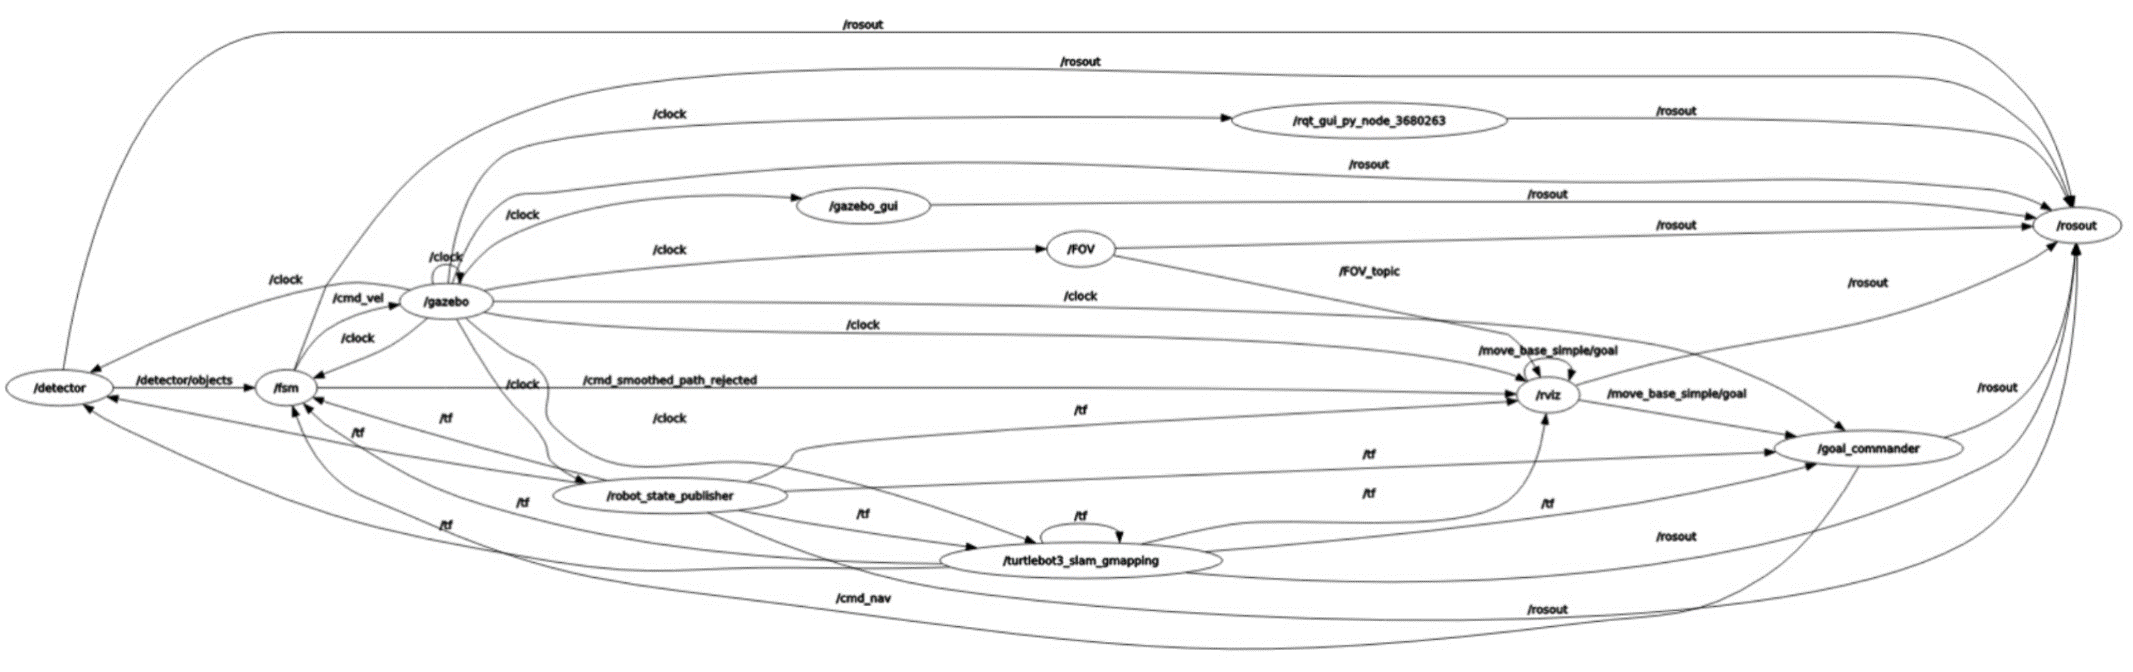 /rosout
/rosout
/clock
/rqt_gui_py_node_3680263
/rosout
/rosout
/clock
/gazebo_gui
/rosout
/clock
/clock
/FOV
/rosout
/rosout
/FOV_topic
/clock
/cmd_vel
/gazebo
/clock
/rosout
/clock
/clock
/move_base_simple/goal
/detector
/detector/objects
/fsm
/clock
/cmd_smoothed_path_rejected
/rviz
/move_base_simple/goal
/rosout
/tf
/clock
/tf
/tf
/goal_commander
/tf
/robot_state_publisher
/tf
/tf
/tf
/tf
/tf
/tf
/turtlebot3_slam_gmapping
/rosout
/cmd_nav
/rosout